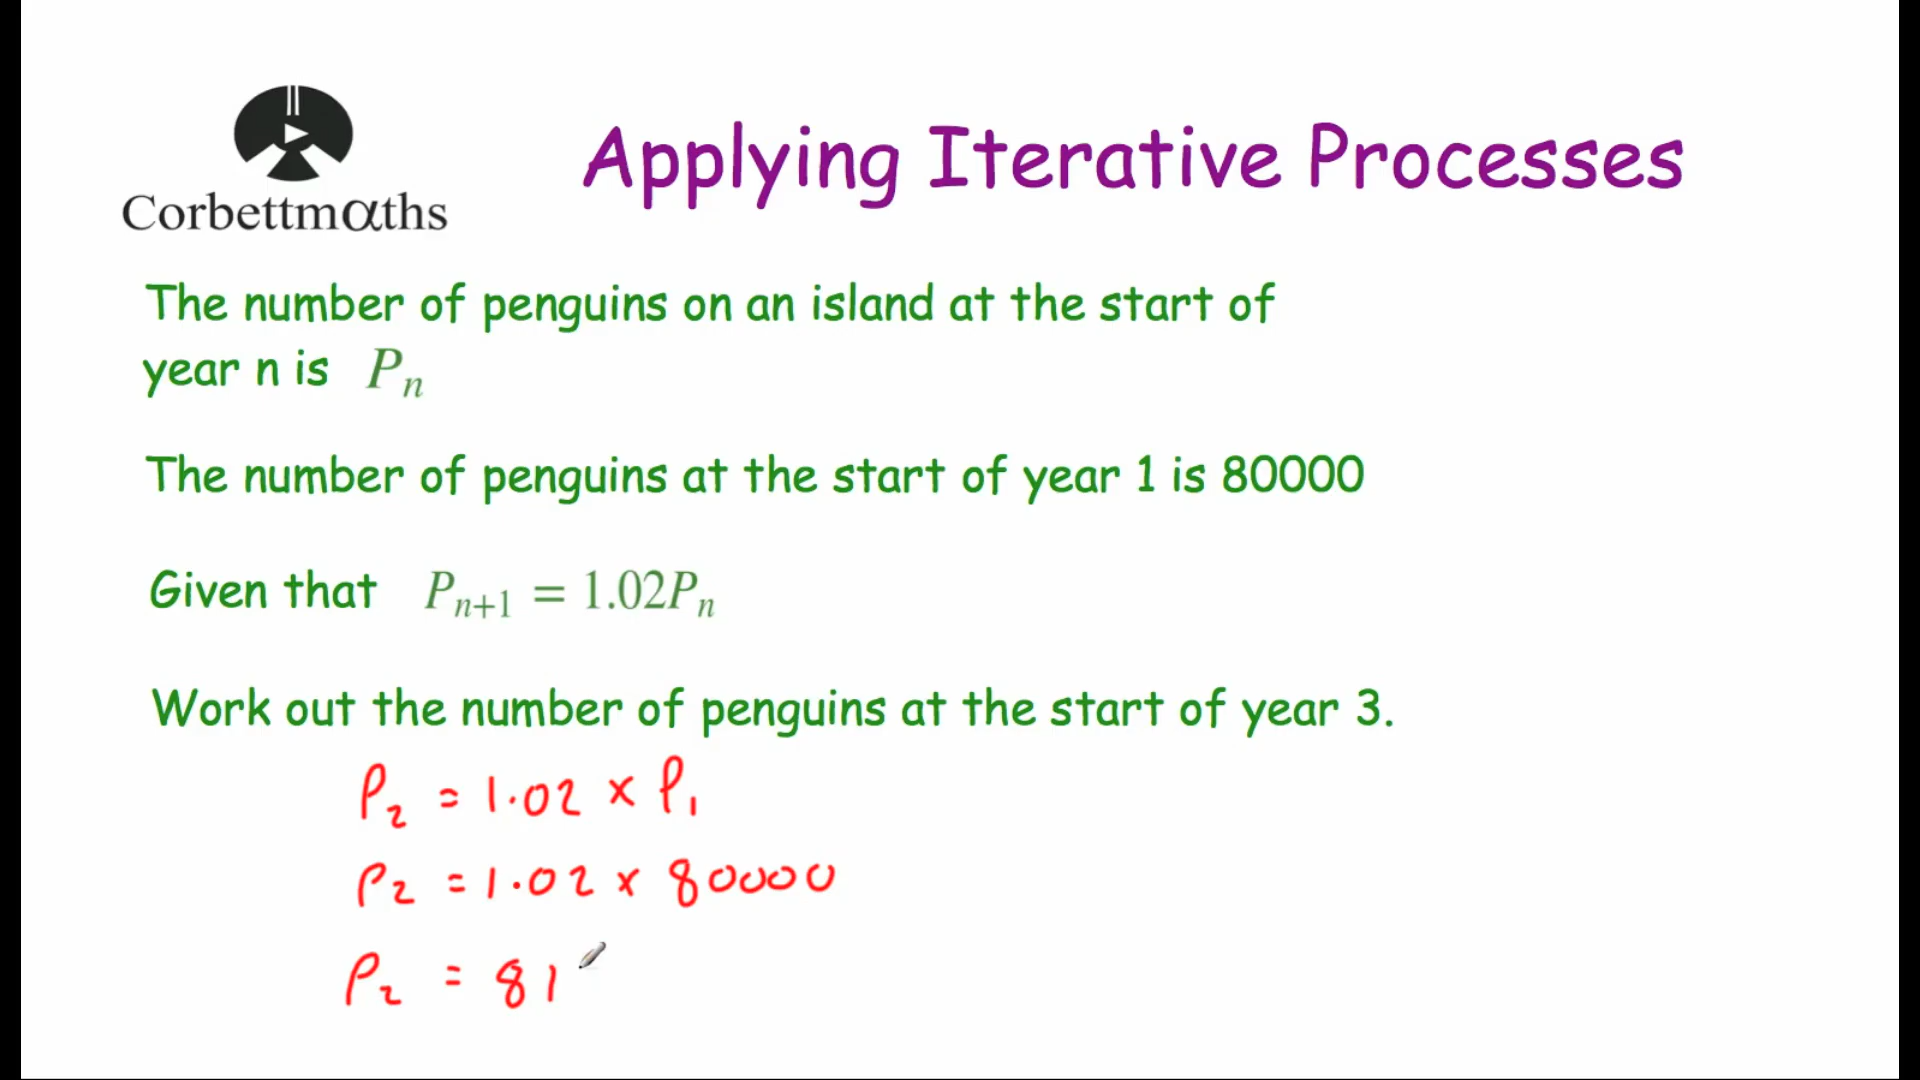 Corbettmαths
Applying Iterative Processes
The number of penguins on an island at the start of
year n is Pₙ
The number of penguins at the start of year 1 is 80000
Given that Pₙ₊₁ = 1.02Pₙ
Work out the number of penguins at the start of year 3.
P₂ = 1.02 × P₁
P₂ = 1.02 × 80000
P₂ = 81